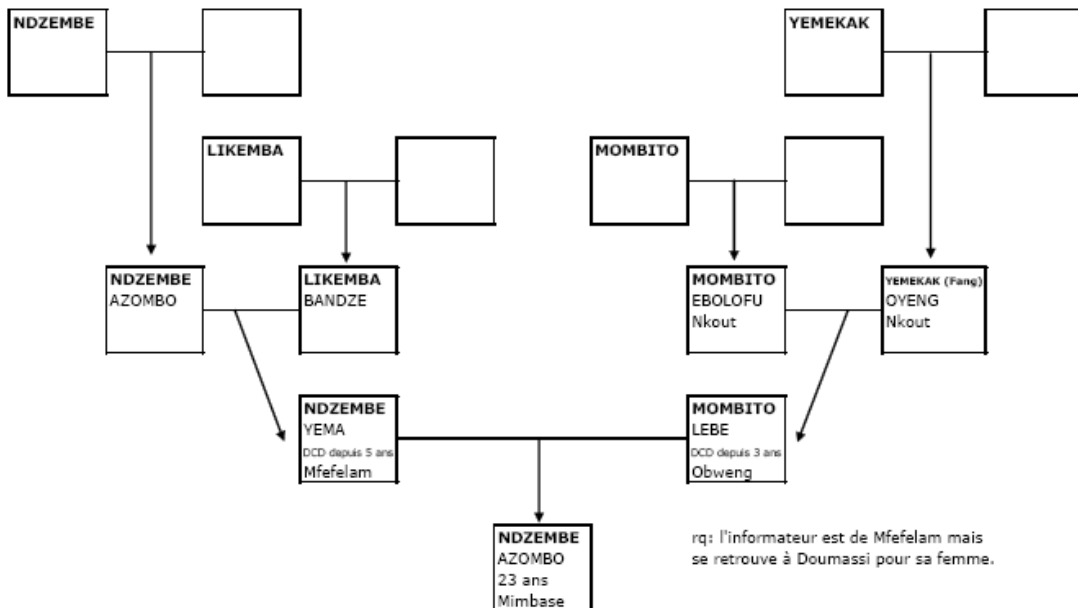 NDZEMBE
YEMEKAK
LIKEMBA
MOMBITO
NDZEMBE
AZOMBO
LIKEMBA
BANDZE
MOMBITO
EBOLOFU
Nkout
YEMEKAK (Fang)
OYENG
Nkout
NDZEMBE
YEMA
DCD depuis 5 ans
Mfefelam
MOMBITO
LEBE
DCD depuis 3 ans
Obweng
NDZEMBE
AZOMBO
23 ans
Mimbase
rq: l'informateur est de Mfefelam mais
se retrouve à Doumassi pour sa femme.